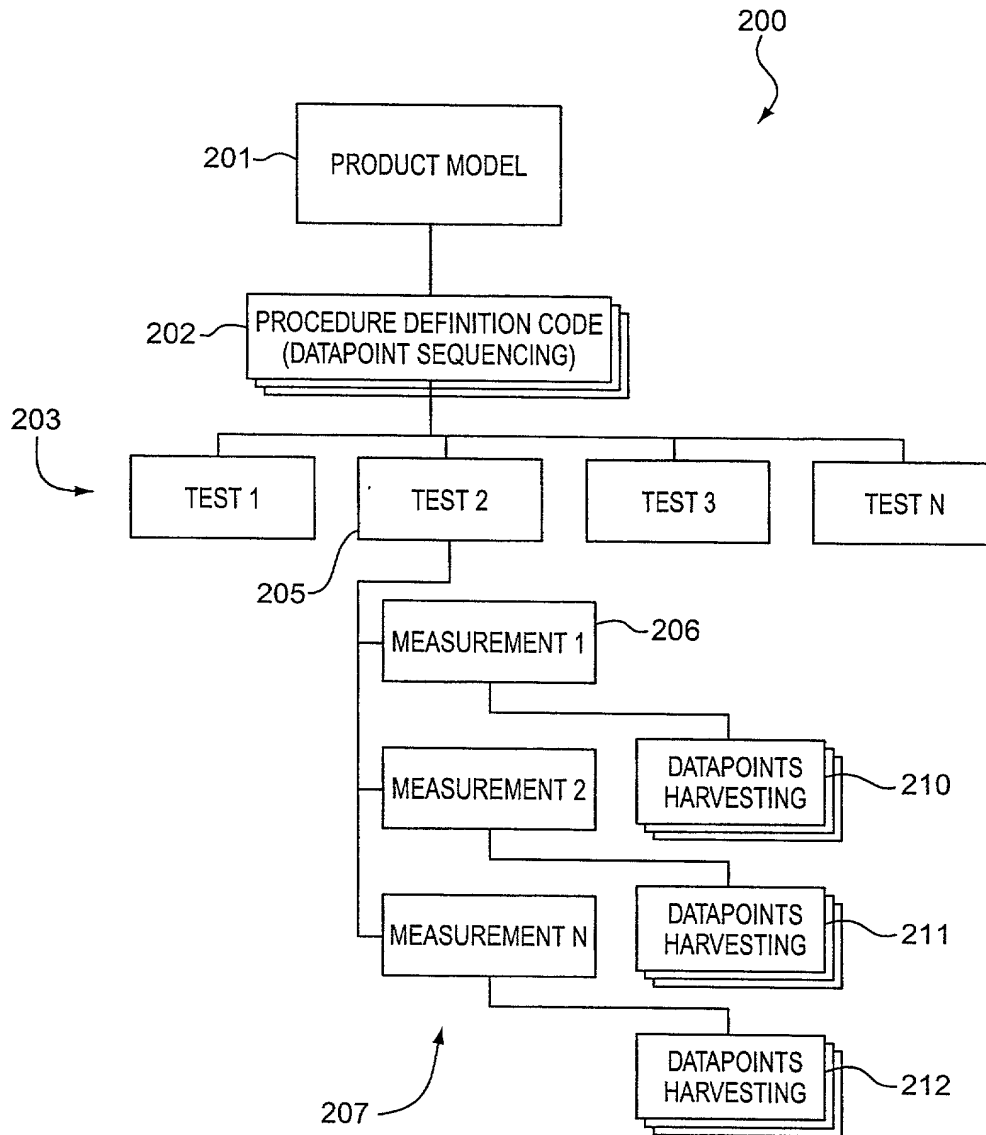 200
201
PRODUCT MODEL
202
PROCEDURE DEFINITION CODE
(DATAPOINT SEQUENCING)
203
TEST 1
TEST 2
TEST 3
TEST N
205
MEASUREMENT 1
206
DATAPOINTS
HARVESTING
210
MEASUREMENT 2
DATAPOINTS
HARVESTING
211
MEASUREMENT N
DATAPOINTS
HARVESTING
212
207